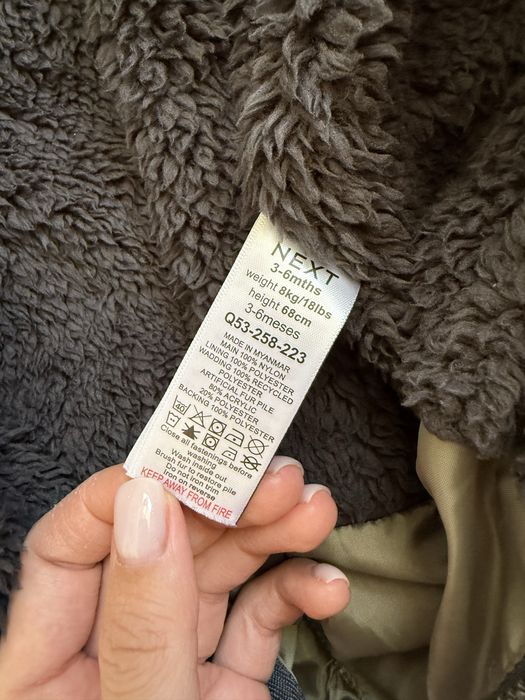 NEXT
3-6mths
weight 8kg/18lbs
height 68cm
3-6meses
Q53-258-223
MADE IN MYANMAR
MAIN 100% NYLON
LINING 100% POLYESTER
WADDING 100% RECYCLED
POLYESTER
ARTIFICIAL FUR PILE
80% ACRYLIC
20% POLYESTER
BACKING 100% POLYESTER
40
Close all fastenings before
washing
Wash inside out
Brush fur to restore pile
Do not iron trim
Iron on reverse
KEEP AWAY FROM FIRE